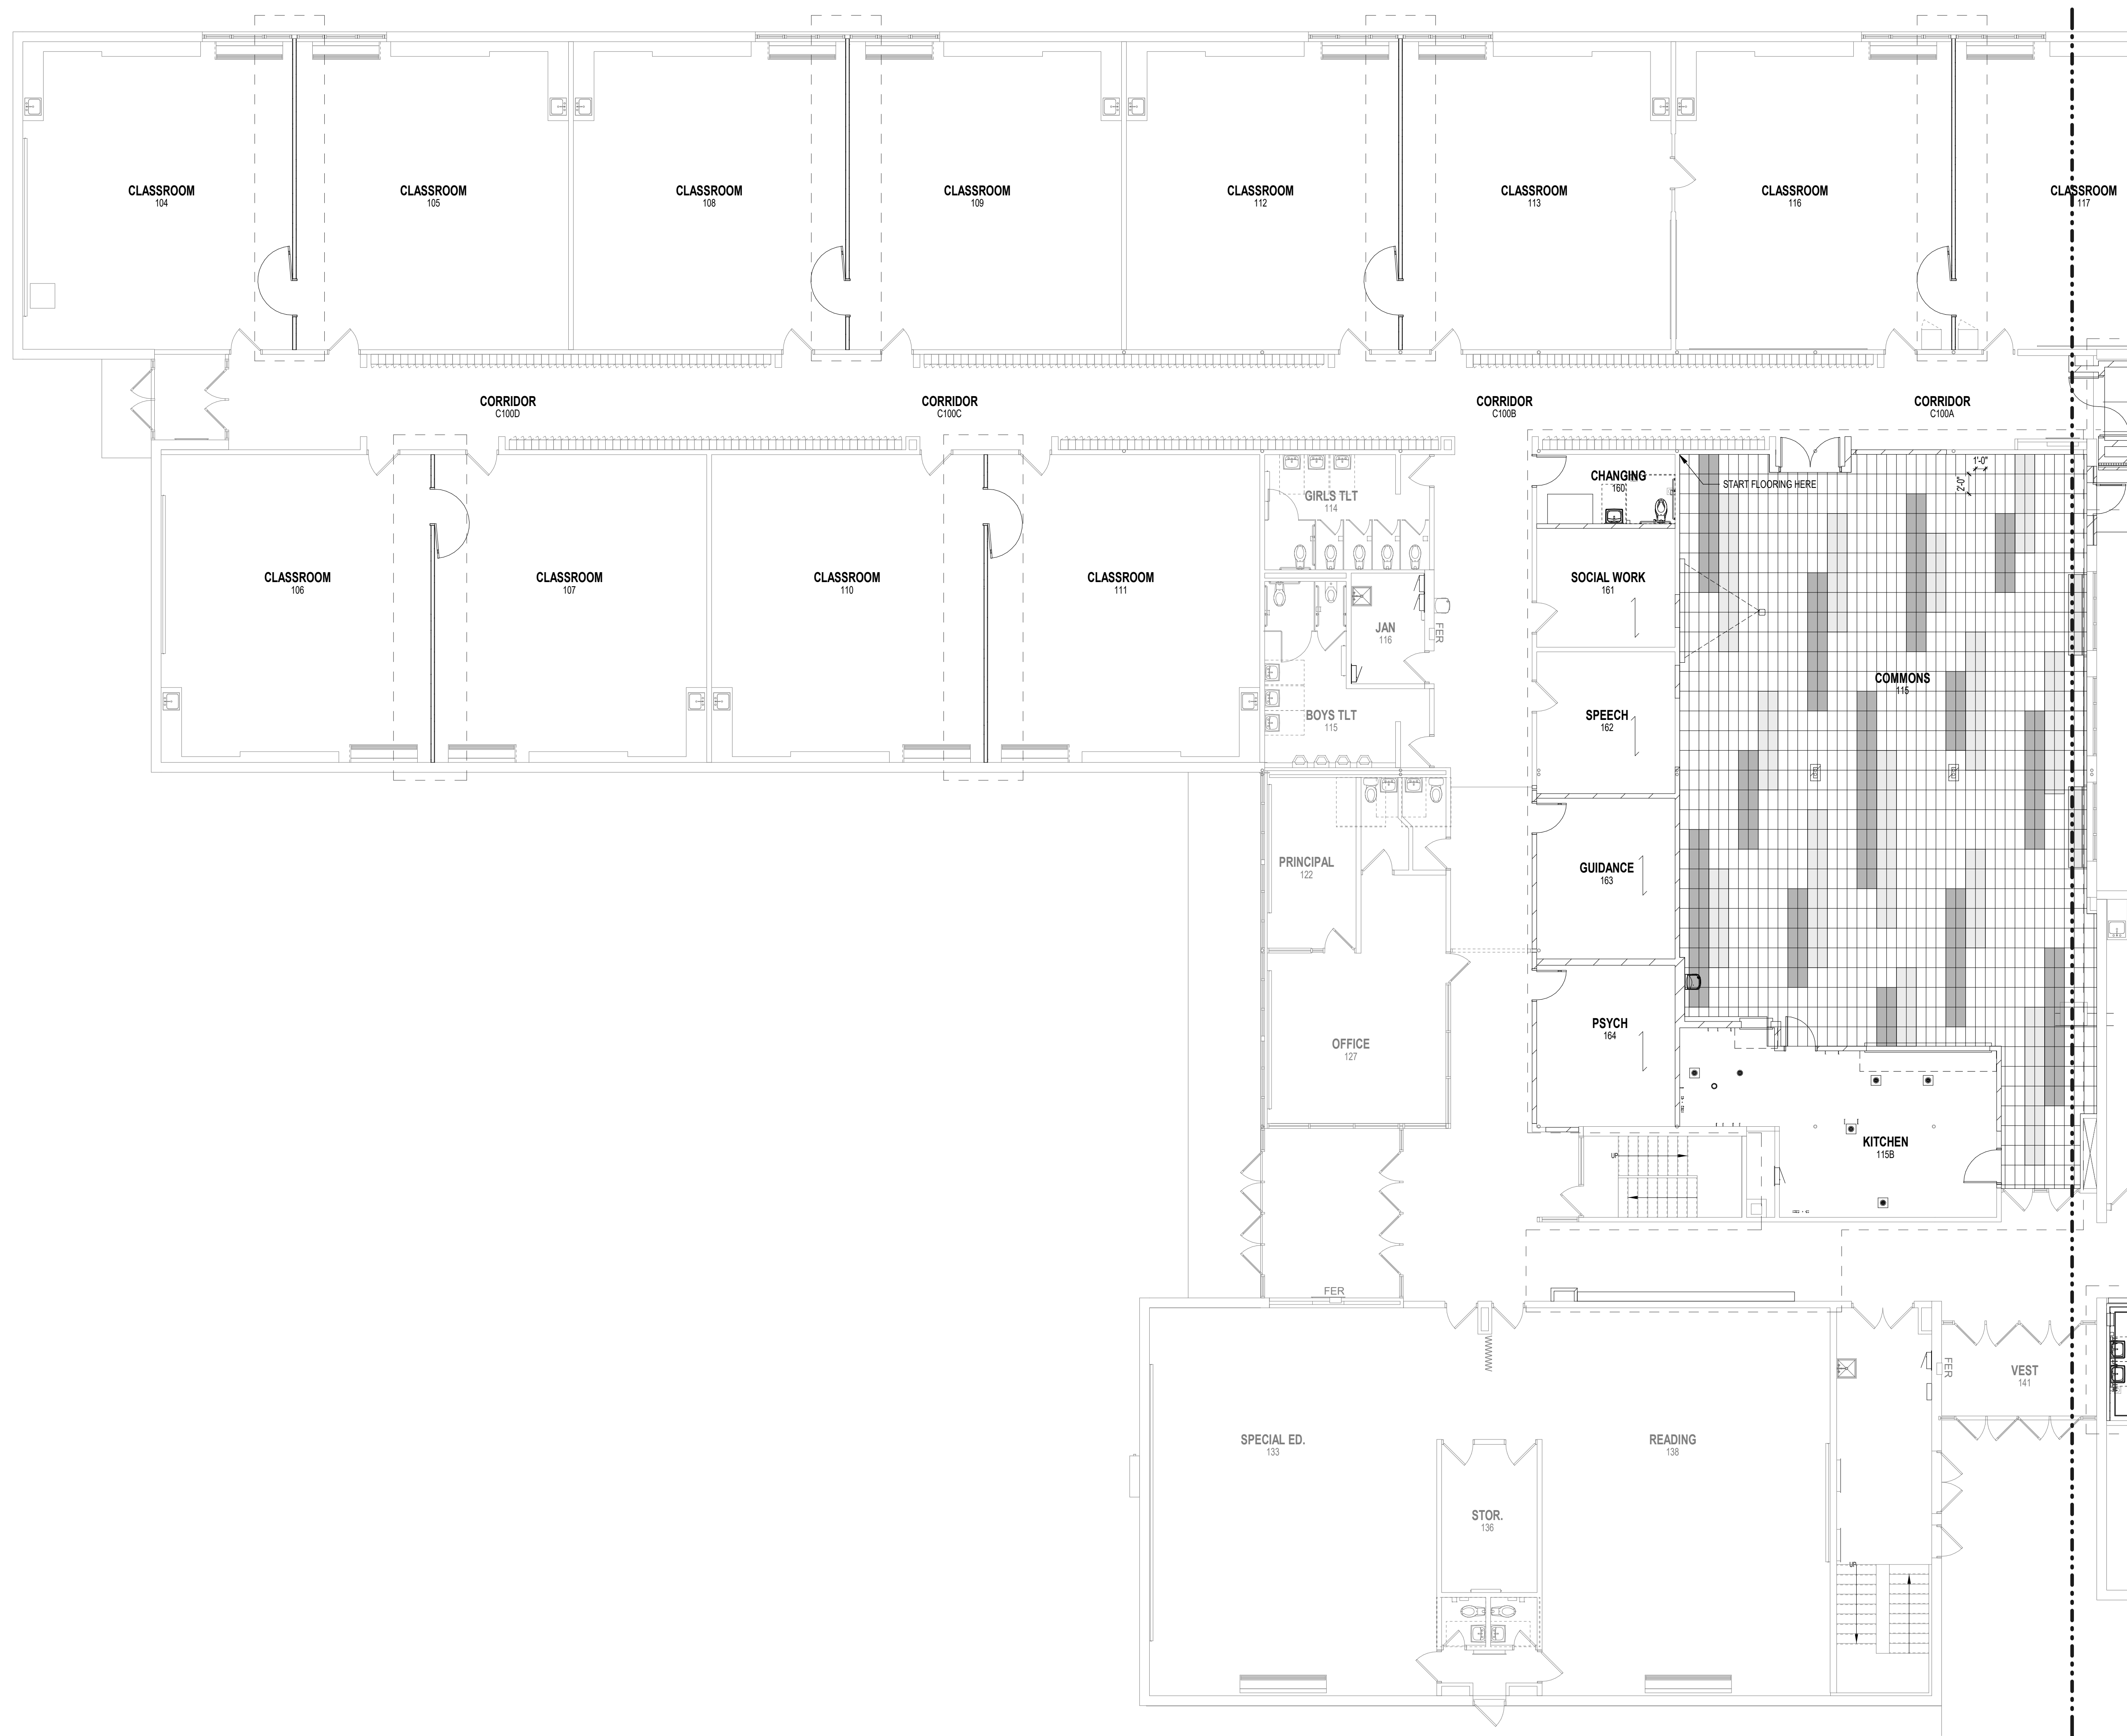 CLASSROOM
104
CLASSROOM
105
CLASSROOM
108
CLASSROOM
109
CLASSROOM
112
CLASSROOM
113
CLASSROOM
116
CLASSROOM
117
CORRIDOR
C100D
CORRIDOR
C100C
CORRIDOR
C100B
CORRIDOR
C100A
1'-0"
2'-0"
START FLOORING HERE
CHANGING
160
GIRLS TLT
114
CLASSROOM
106
CLASSROOM
107
CLASSROOM
110
CLASSROOM
111
SOCIAL WORK
161
JAN
116
FER
COMMONS
115
BOYS TLT
115
SPEECH
162
PRINCIPAL
122
GUIDANCE
163
OFFICE
127
PSYCH
164
KITCHEN
115B
UP
FER
FER
VEST
141
SPECIAL ED.
133
READING
138
STOR.
136
UP